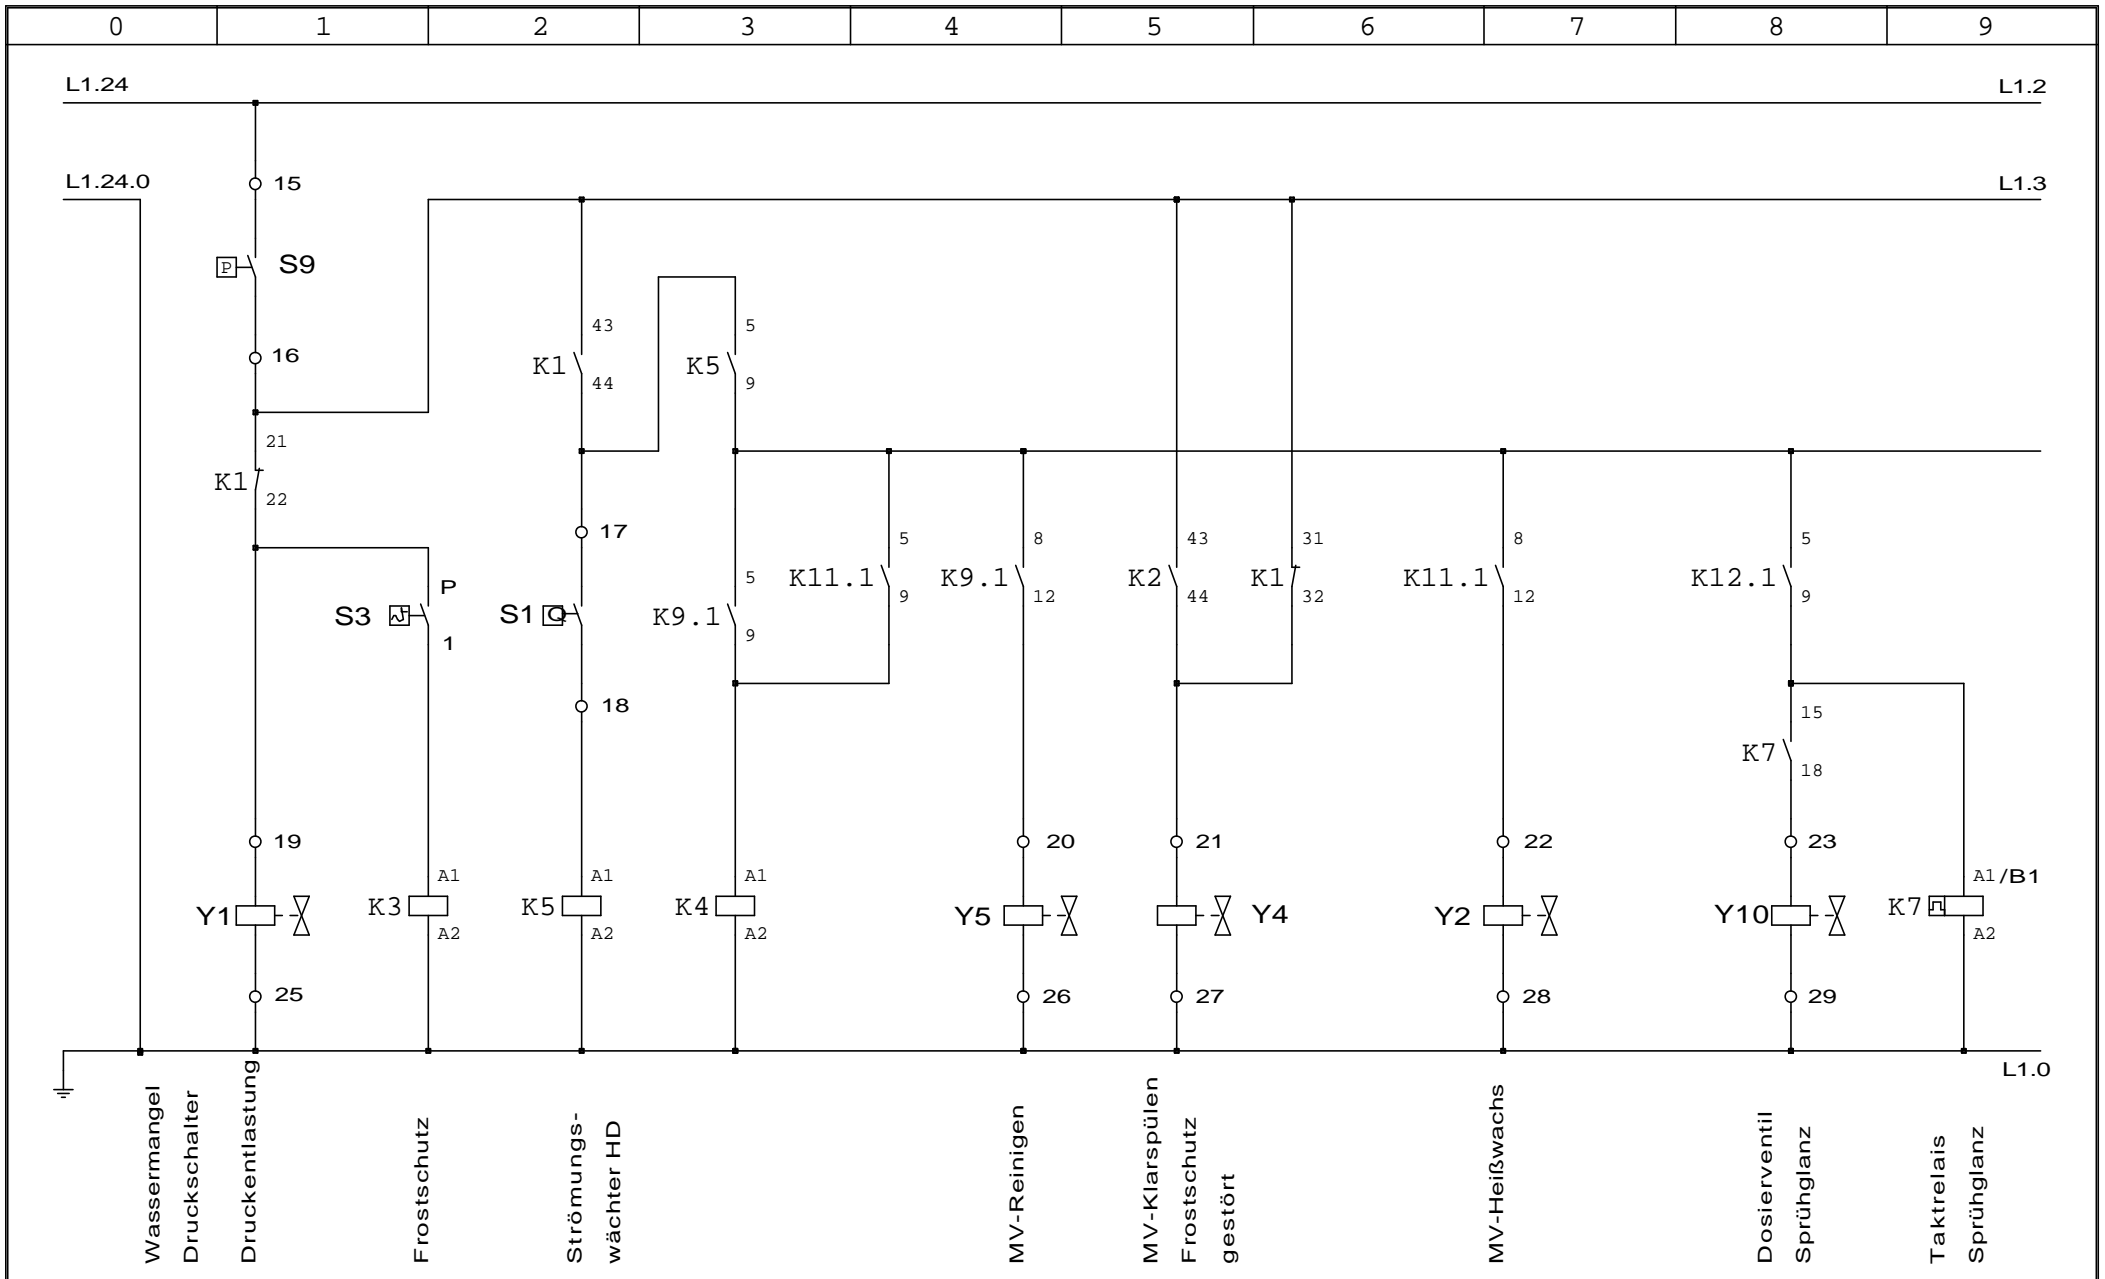 0 1 2 3 4 5 6 7 8 9
L1.24 L1.2
L1.24.0 15 L1.3
P S9
43 5
16 K1 K5
44 9
21
K1
22
17
5 8 43 31 8 5
K11.1 K9.1 K2 K1 K11.1 K12.1
9 12 44 32 12 9
P 5
S3 S1 Q K9.1
1 9
18
15
K7
18
19 20 21 22 23
A1 A1 A1 A1/B1
Y1 K3 K5 K4 Y5 Y4 Y2 Y10 K7
A2 A2 A2 A2
25 26 27 28 29
L1.0
Wassermangel
Druckschalter
Druckentlastung
Frostschutz
Strömungs-
wächter HD
MV-Reinigen
MV-Klarspülen
Frostschutz
gestört
MV-Heißwachs
Dosierventil
Sprühglanz
Taktrelais
Sprühglanz